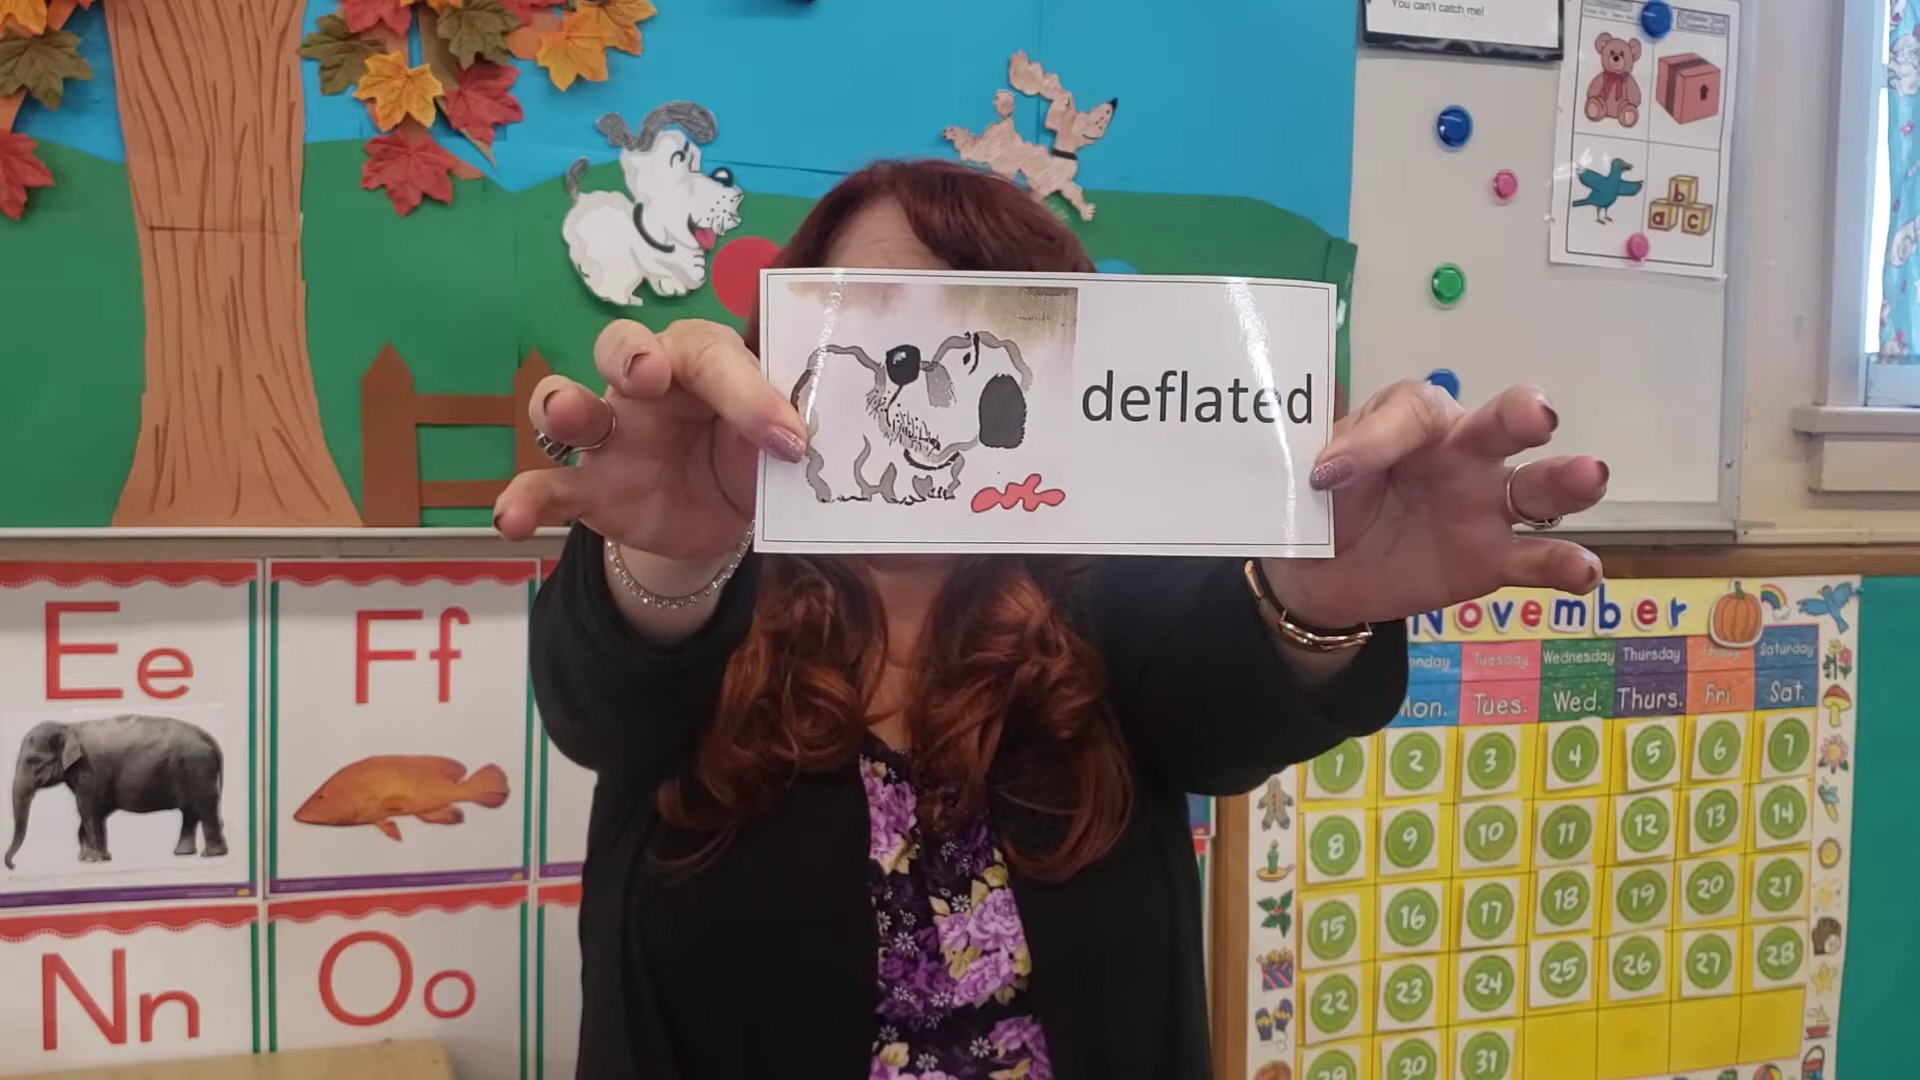 You can't catch me!
a b c
deflated
Ee
Ff
Nn
Oo
November
Tuesday Wednesday Thursday Friday Saturday
Mon. Tues. Wed. Thurs. Fri. Sat.
1 2 3 4 5 6 7
8 9 10 11 12 13 14
15 16 17 18 19 20 21
22 23 24 25 26 27 28
29 30 31